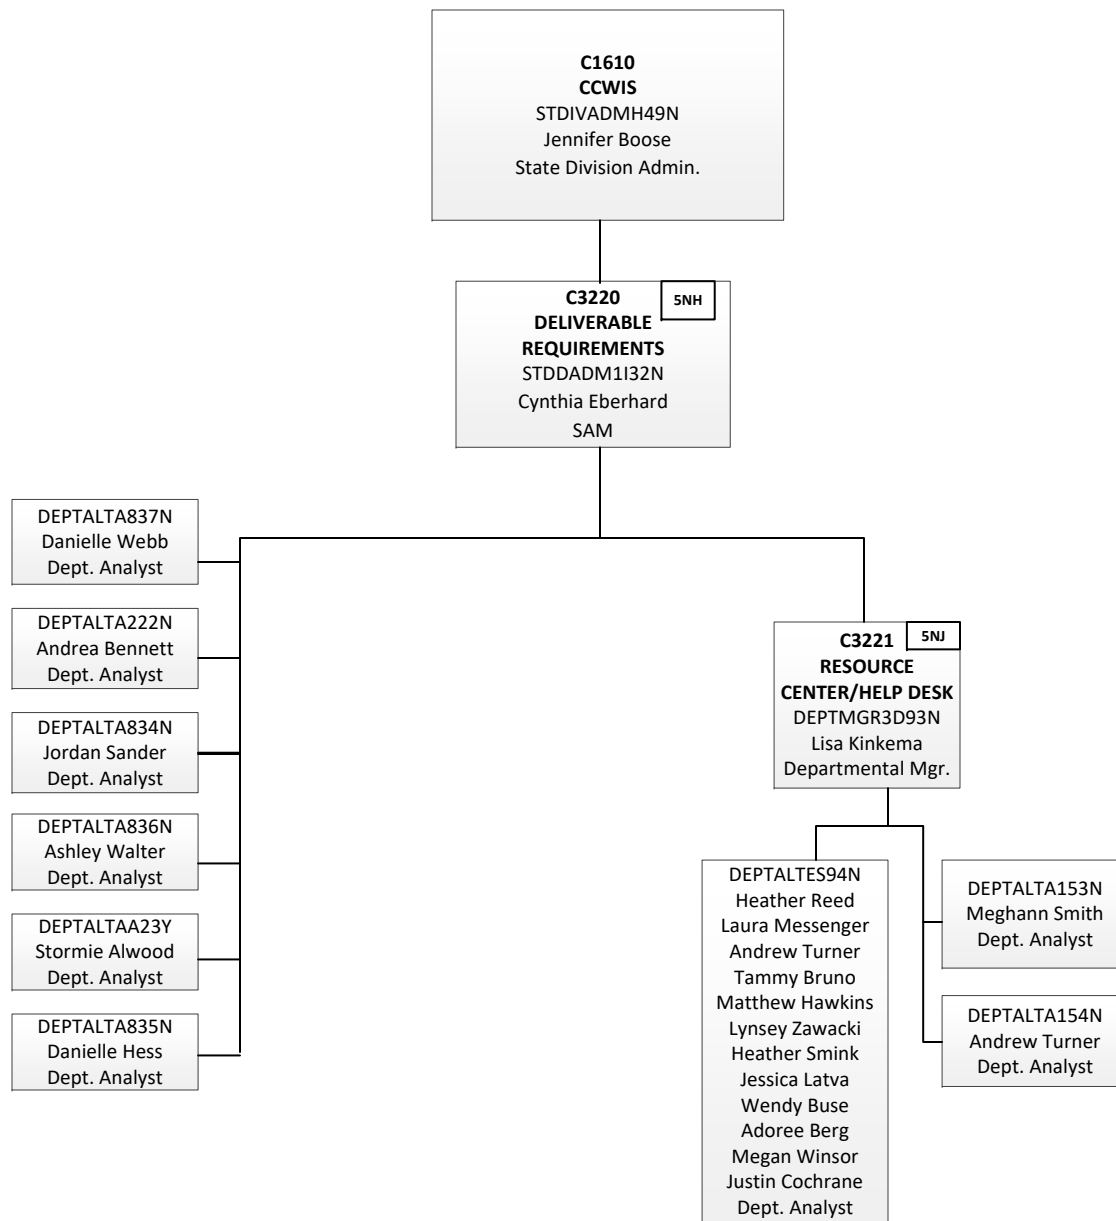 C1610
CCWIS
STDIVADMH49N
Jennifer Boose
State Division Admin.
C3220
5NH
DELIVERABLE
REQUIREMENTS
STDDADM1I32N
Cynthia Eberhard
SAM
DEPTALTA837N
Danielle Webb
Dept. Analyst
DEPTALTA222N
Andrea Bennett
Dept. Analyst
DEPTALTA834N
Jordan Sander
Dept. Analyst
DEPTALTA836N
Ashley Walter
Dept. Analyst
DEPTALTAA23Y
Stormie Alwood
Dept. Analyst
DEPTALTA835N
Danielle Hess
Dept. Analyst
C3221
5NJ
RESOURCE
CENTER/HELP DESK
DEPTMGR3D93N
Lisa Kinkema
Departmental Mgr.
DEPTALTES94N
Heather Reed
Laura Messenger
Andrew Turner
Tammy Bruno
Matthew Hawkins
Lynsey Zawacki
Heather Smink
Jessica Latva
Wendy Buse
Adoree Berg
Megan Winsor
Justin Cochrane
Dept. Analyst
DEPTALTA153N
Meghann Smith
Dept. Analyst
DEPTALTA154N
Andrew Turner
Dept. Analyst